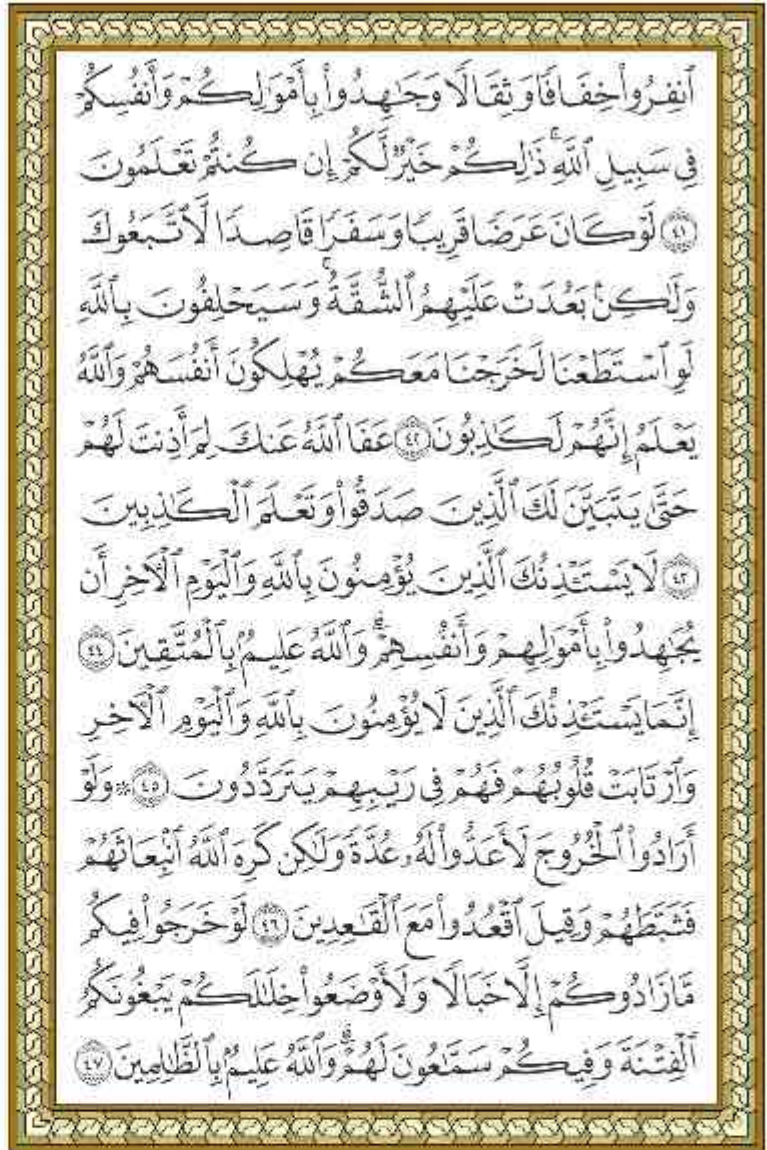 ٱنفِرُوا۟ خِفَافًا وَثِقَالًا وَجَٰهِدُوا۟ بِأَمْوَٰلِكُمْ وَأَنفُسِكُمْ
فِى سَبِيلِ ٱللَّهِ ۚ ذَٰلِكُمْ خَيْرٌ لَّكُمْ إِن كُنتُمْ تَعْلَمُونَ
٤١ لَوْ كَانَ عَرَضًا قَرِيبًا وَسَفَرًا قَاصِدًا لَّٱتَّبَعُوكَ
وَلَٰكِنۢ بَعُدَتْ عَلَيْهِمُ ٱلشُّقَّةُ ۚ وَسَيَحْلِفُونَ بِٱللَّهِ
لَوِ ٱسْتَطَعْنَا لَخَرَجْنَا مَعَكُمْ يُهْلِكُونَ أَنفُسَهُمْ وَٱللَّهُ
يَعْلَمُ إِنَّهُمْ لَكَٰذِبُونَ ٤٢ عَفَا ٱللَّهُ عَنكَ لِمَ أَذِنتَ لَهُمْ
حَتَّىٰ يَتَبَيَّنَ لَكَ ٱلَّذِينَ صَدَقُوا۟ وَتَعْلَمَ ٱلْكَٰذِبِينَ
٤٣ لَا يَسْتَـْٔذِنُكَ ٱلَّذِينَ يُؤْمِنُونَ بِٱللَّهِ وَٱلْيَوْمِ ٱلْـَٔاخِرِ أَن
يُجَٰهِدُوا۟ بِأَمْوَٰلِهِمْ وَأَنفُسِهِمْ ۗ وَٱللَّهُ عَلِيمٌۢ بِٱلْمُتَّقِينَ ٤٤
إِنَّمَا يَسْتَـْٔذِنُكَ ٱلَّذِينَ لَا يُؤْمِنُونَ بِٱللَّهِ وَٱلْيَوْمِ ٱلْـَٔاخِرِ
وَٱرْتَابَتْ قُلُوبُهُمْ فَهُمْ فِى رَيْبِهِمْ يَتَرَدَّدُونَ ٤٥ ۞ وَلَوْ
أَرَادُوا۟ ٱلْخُرُوجَ لَأَعَدُّوا۟ لَهُۥ عُدَّةً وَلَٰكِن كَرِهَ ٱللَّهُ ٱنۢبِعَاثَهُمْ
فَثَبَّطَهُمْ وَقِيلَ ٱقْعُدُوا۟ مَعَ ٱلْقَٰعِدِينَ ٤٦ لَوْ خَرَجُوا۟ فِيكُم
مَّا زَادُوكُمْ إِلَّا خَبَالًا وَلَأَوْضَعُوا۟ خِلَٰلَكُمْ يَبْغُونَكُمُ
ٱلْفِتْنَةَ وَفِيكُمْ سَمَّٰعُونَ لَهُمْ ۗ وَٱللَّهُ عَلِيمٌۢ بِٱلظَّٰلِمِينَ ٤٧